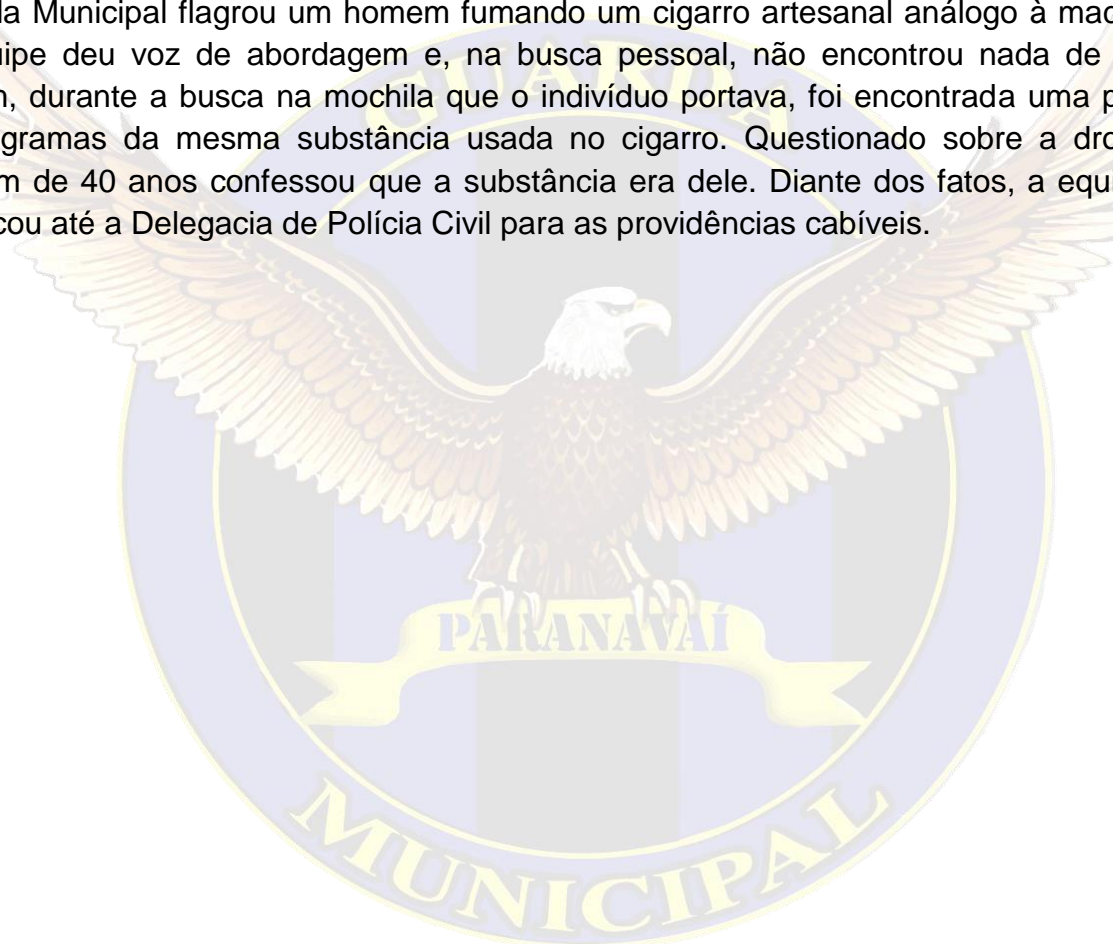 la Municipal flagrou um homem fumando um cigarro artesanal análogo à mac
uipe deu voz de abordagem e, na busca pessoal, não encontrou nada de
n, durante a busca na mochila que o indivíduo portava, foi encontrada uma p
gramas da mesma substância usada no cigarro. Questionado sobre a dro
m de 40 anos confessou que a substância era dele. Diante dos fatos, a equi
cou até a Delegacia de Polícia Civil para as providências cabíveis.
GUARDA
PARANAVAÍ
MUNICIPAL